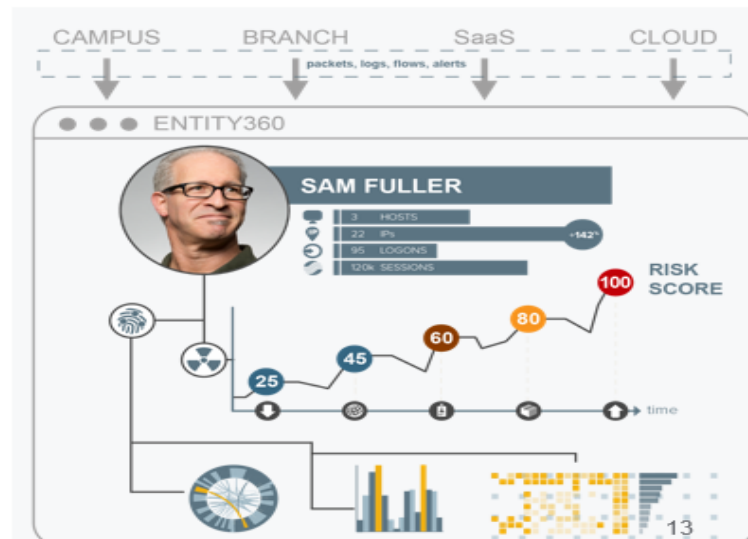 CAMPUS BRANCH SaaS CLOUD
packets, logs, flows, alerts
ENTITY360
SAM FULLER
3 HOSTS
22 IPs +142%
95 LOGONS
120k SESSIONS
RISK
SCORE
100
80
60
45
25
time
13